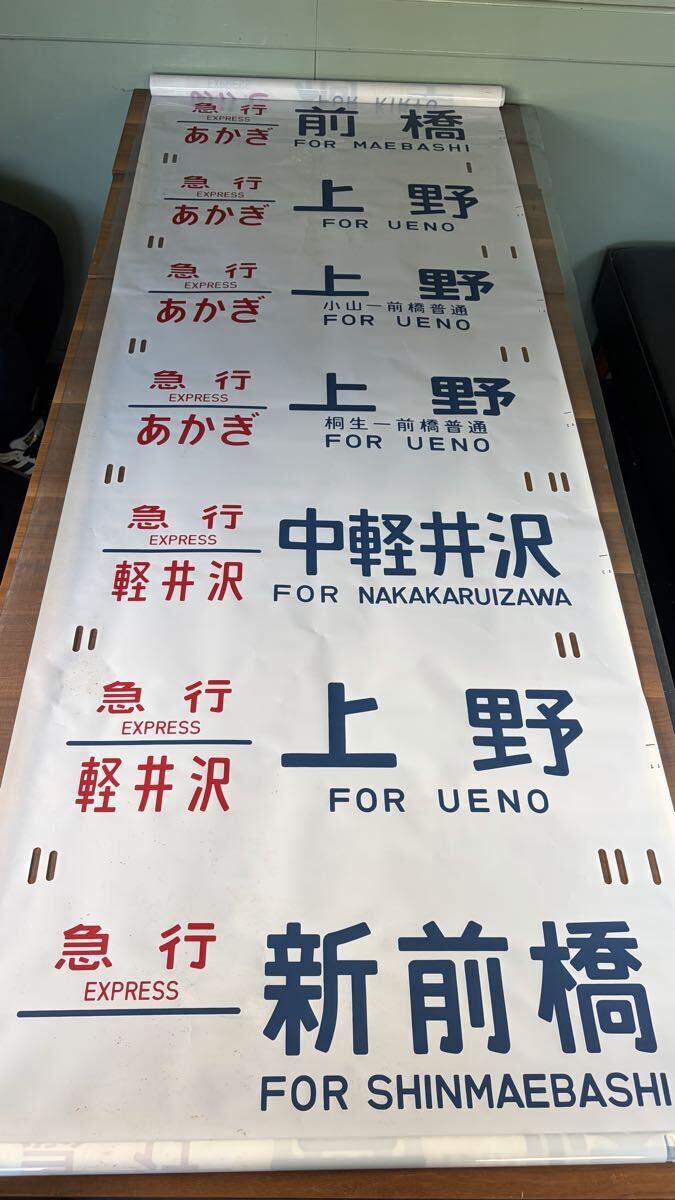 急行
EXPRESS
あかぎ
前橋
FOR MAEBASHI
急行
EXPRESS
あかぎ
上野
FOR UENO
急行
EXPRESS
あかぎ
上野
小山ー前橋普通
FOR UENO
急行
EXPRESS
あかぎ
上野
桐生ー前橋普通
FOR UENO
急行
EXPRESS
軽井沢
中軽井沢
FOR NAKAKARUIZAWA
急行
EXPRESS
軽井沢
上野
FOR UENO
急行
EXPRESS
新前橋
FOR SHINMAEBASHI